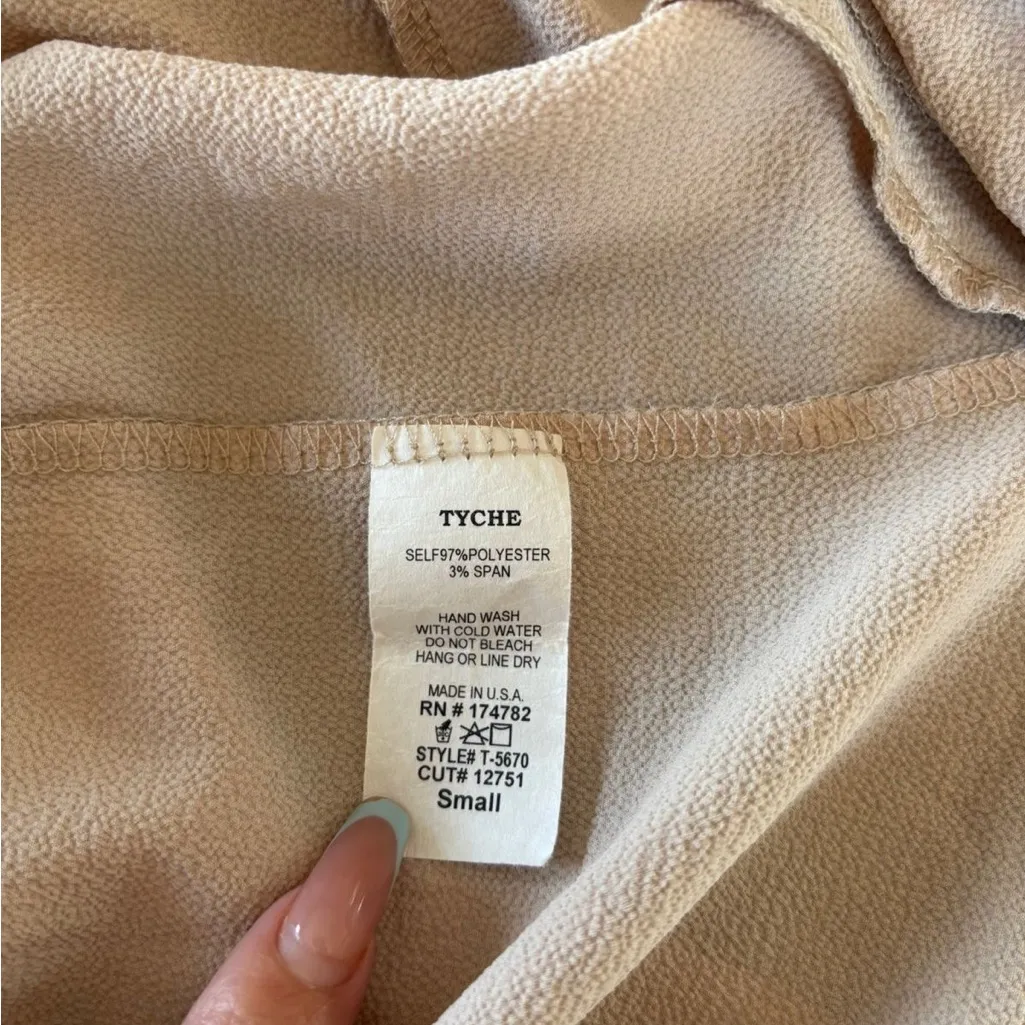 TYCHE
SELF97%POLYESTER
3% SPAN
HAND WASH
WITH COLD WATER
DO NOT BLEACH
HANG OR LINE DRY
MADE IN U.S.A.
RN # 174782
STYLE# T-5670
CUT# 12751
Small